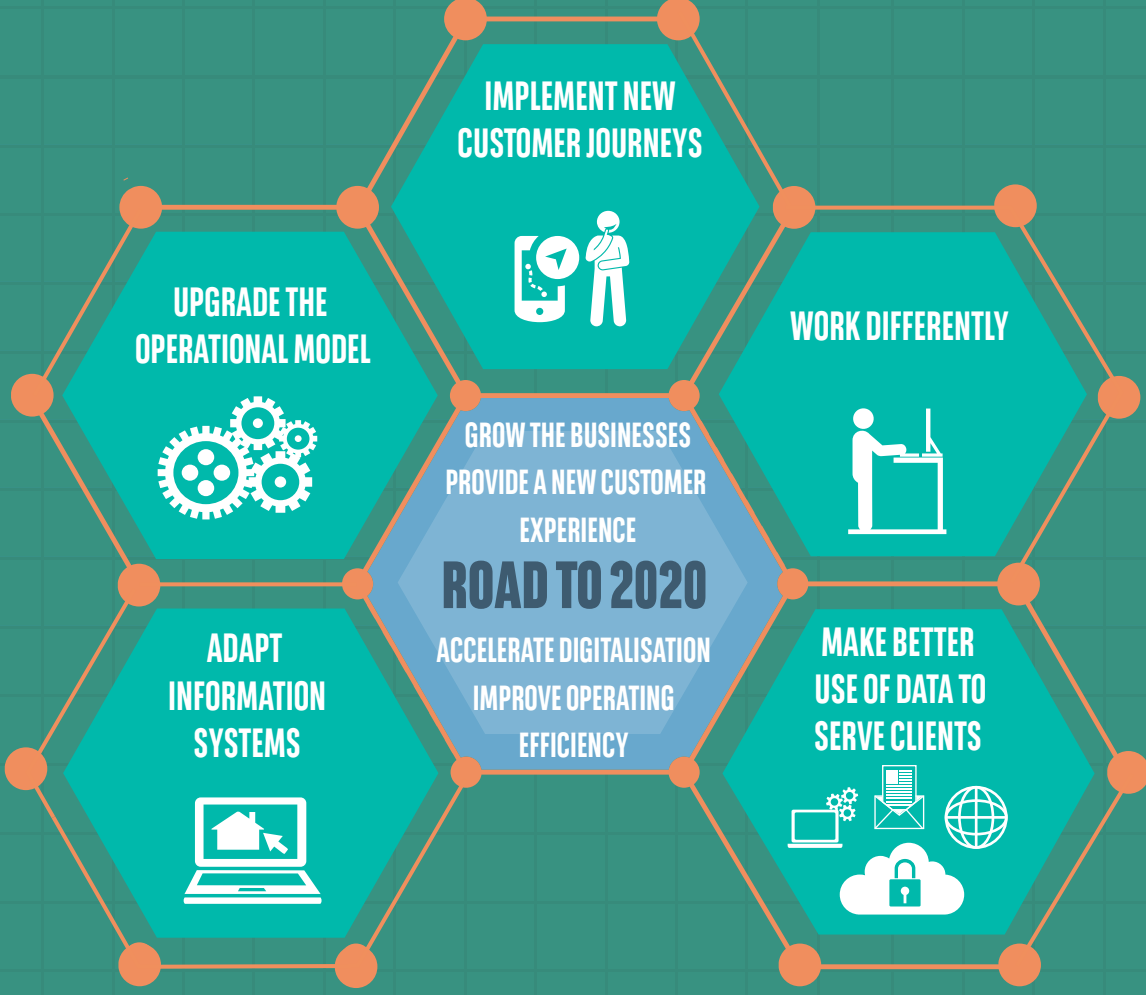 IMPLEMENT NEW
CUSTOMER JOURNEYS
UPGRADE THE
OPERATIONAL MODEL
WORK DIFFERENTLY
GROW THE BUSINESSES
PROVIDE A NEW CUSTOMER
EXPERIENCE
ROAD TO 2020
ACCELERATE DIGITALISATION
IMPROVE OPERATING
EFFICIENCY
ADAPT
INFORMATION
SYSTEMS
MAKE BETTER
USE OF DATA TO
SERVE CLIENTS